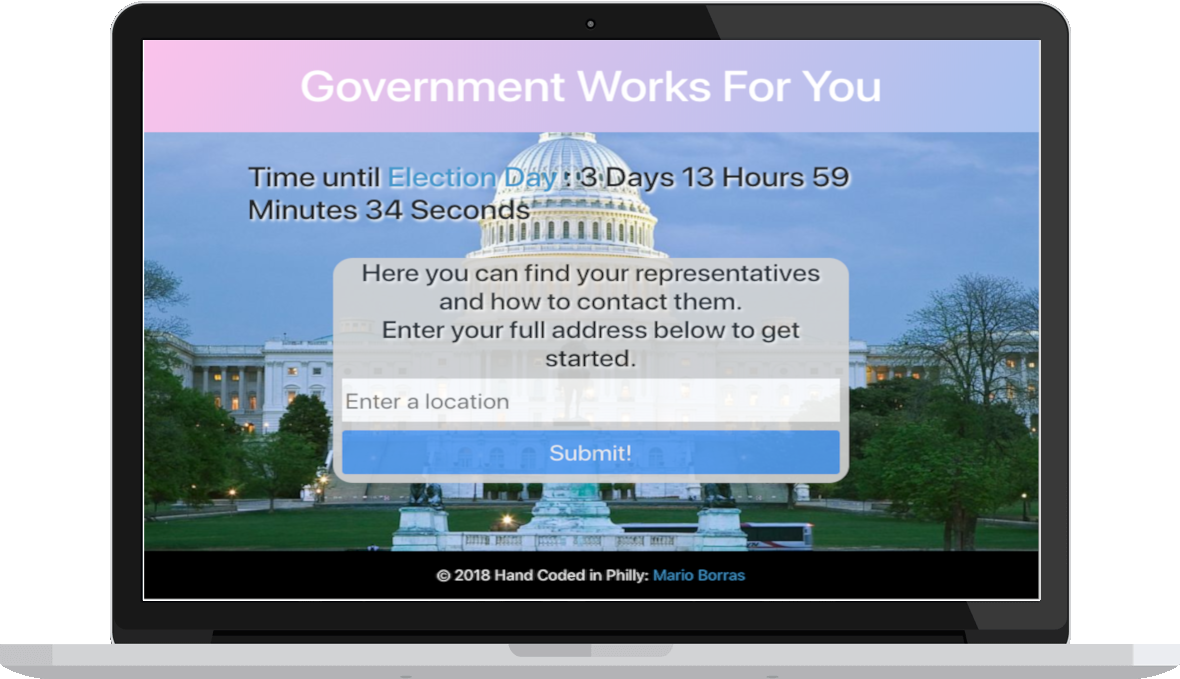 Government Works For You
Time until Election Day : 3 Days 13 Hours 59
Minutes 34 Seconds
Here you can find your representatives
and how to contact them.
Enter your full address below to get
started.
Enter a location
Submit!
© 2018 Hand Coded in Philly: Mario Borras